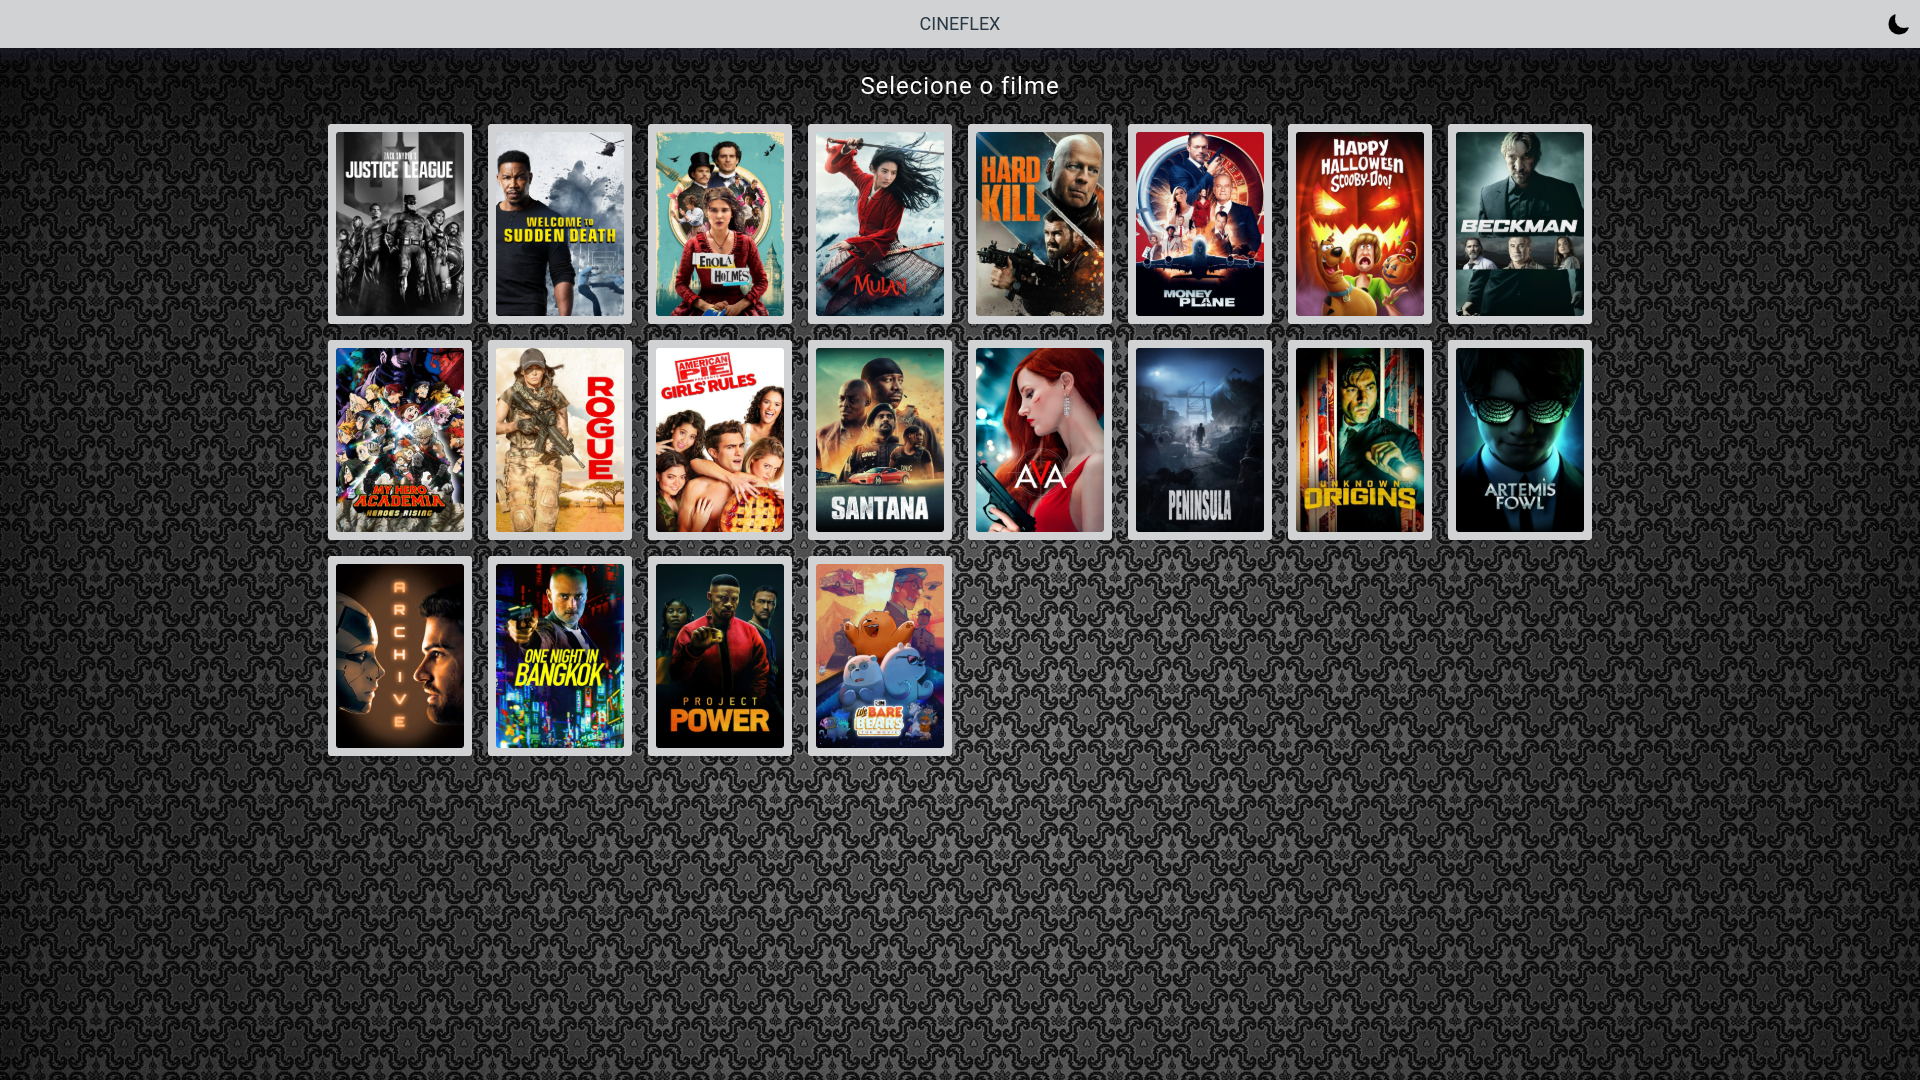 CINEFLEX
Selecione o filme
ZACK SNYDER'S
JUSTICE LEAGUE
WELCOME TO
SUDDEN DEATH
ENOLA
HOLMES
MULAN
HARD
KILL
MONEY
PLANE
HAPPY
HALLOWEEN
SCOOBY-DOO!
BECKMAN
MY HERO
ACADEMIA
HEROES RISING
ROGUE
AMERICAN
PIE
GIRLS' RULES
SANTANA
AVA
PENINSULA
UNKNOWN
ORIGINS
ARTEMIS
FOWL
ARCHIVE
ONE NIGHT IN
BANGKOK
PROJECT
POWER
We BARE
BEARS
THE MOVIE